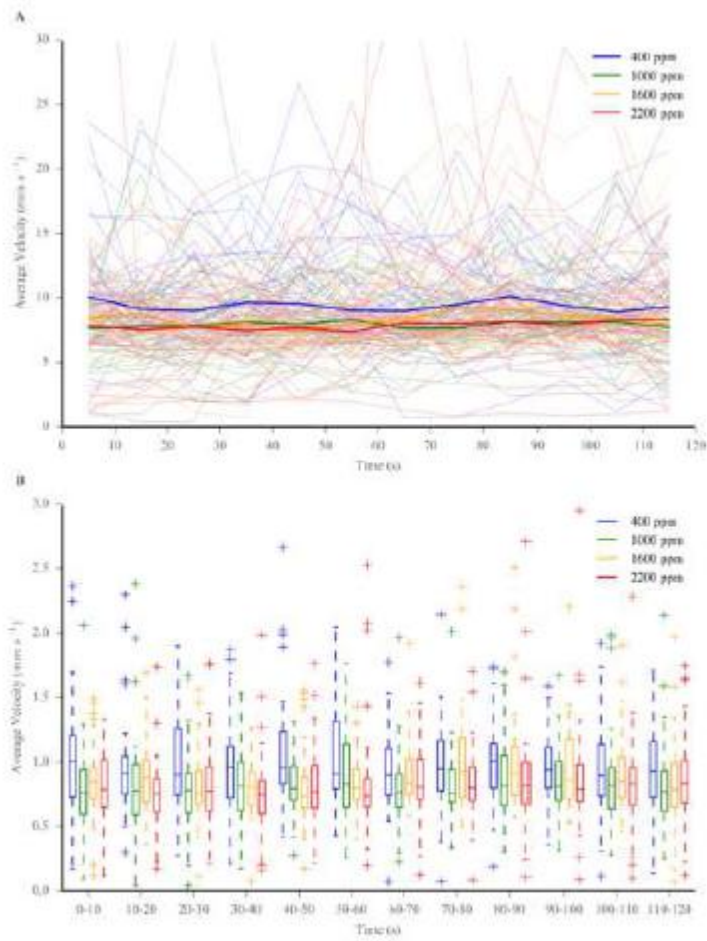 A
30
25
20
15
10
5
0
Average Velocity (mm s⁻¹)
400 ppm
1000 ppm
1600 ppm
2200 ppm
0 10 20 30 40 50 60 70 80 90 100 110 120
Time (s)
B
3.0
2.5
2.0
1.5
1.0
0.5
0.0
Average Velocity (mm s⁻¹)
400 ppm
1000 ppm
1600 ppm
2200 ppm
0-10 10-20 20-30 30-40 40-50 50-60 60-70 70-80 80-90 90-100 100-110 110-120
Time (s)